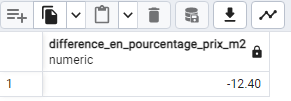 difference_en_pourcentage_prix_m2
numeric
1
-12.40